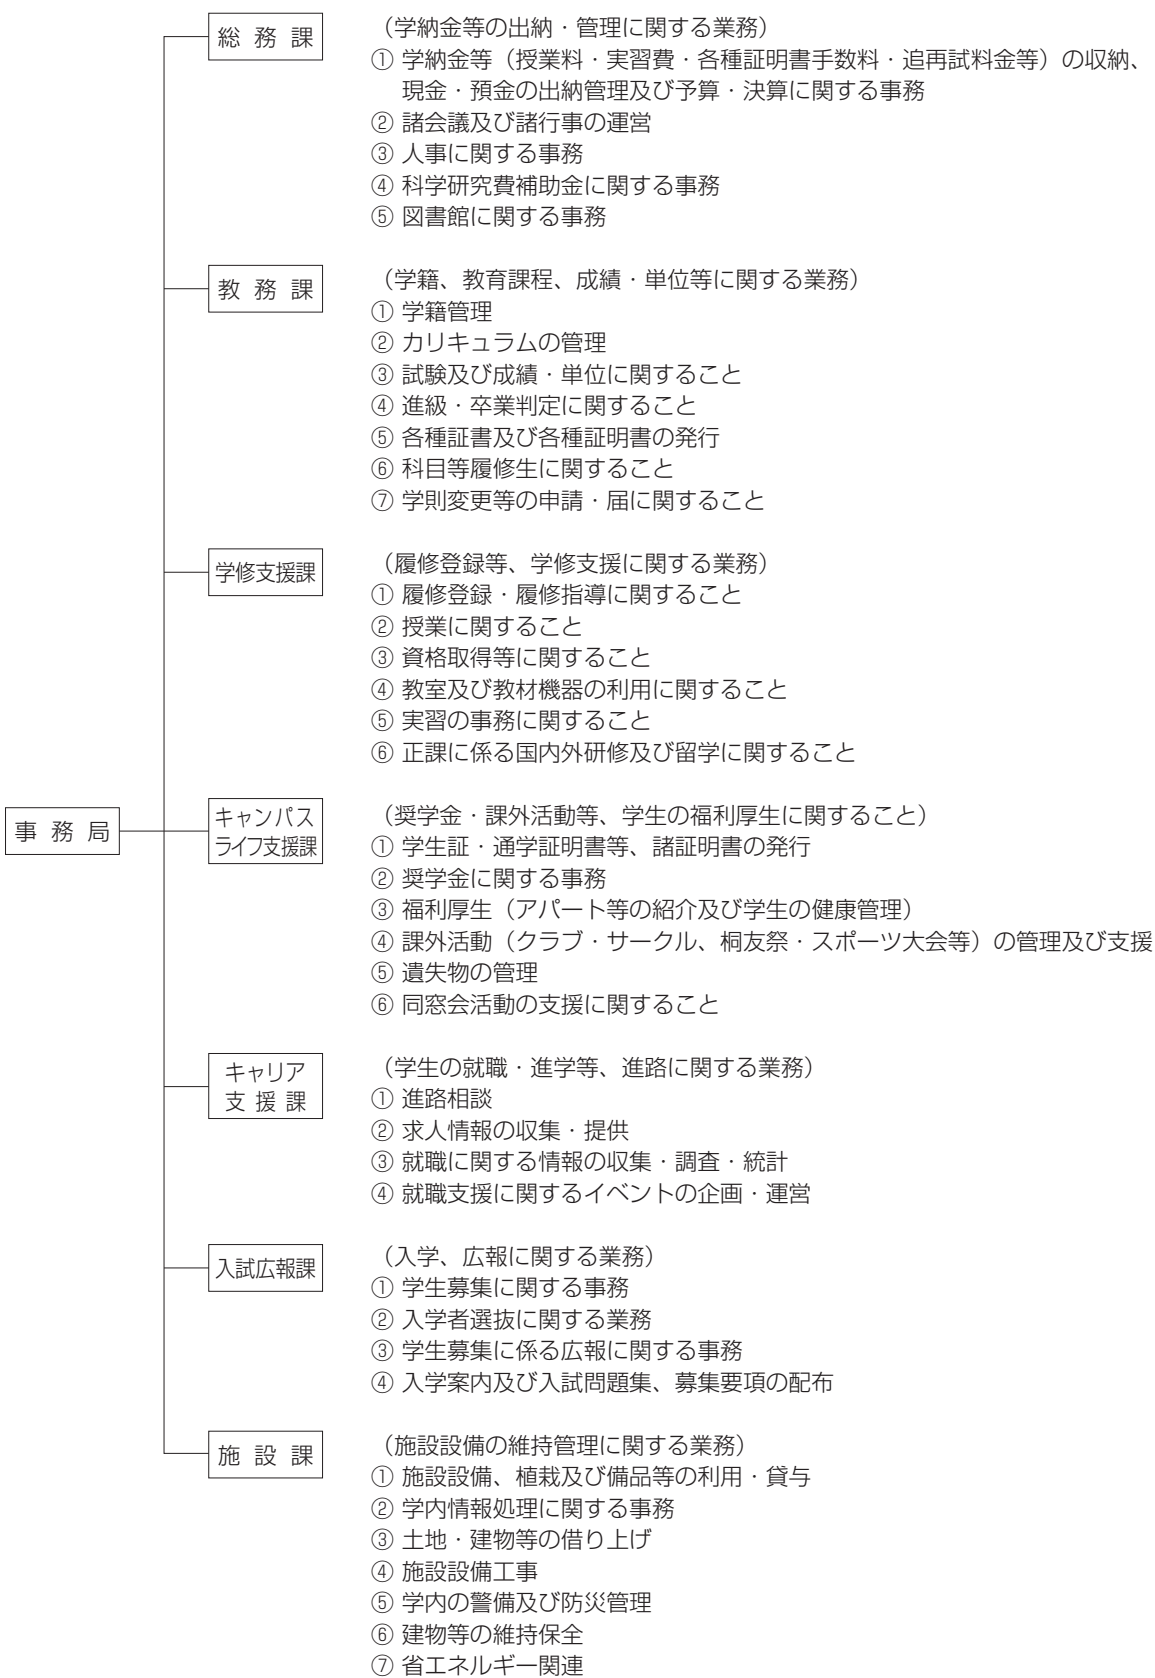 総務課
（学納金等の出納・管理に関する業務）
① 学納金等（授業料・実習費・各種証明書手数料・追再試料金等）の収納、
現金・預金の出納管理及び予算・決算に関する事務
② 諸会議及び諸行事の運営
③ 人事に関する事務
④ 科学研究費補助金に関する事務
⑤ 図書館に関する事務
教務課
（学籍、教育課程、成績・単位等に関する業務）
① 学籍管理
② カリキュラムの管理
③ 試験及び成績・単位に関すること
④ 進級・卒業判定に関すること
⑤ 各種証書及び各種証明書の発行
⑥ 科目等履修生に関すること
⑦ 学則変更等の申請・届に関すること
学修支援課
（履修登録等、学修支援に関する業務）
① 履修登録・履修指導に関すること
② 授業に関すること
③ 資格取得等に関すること
④ 教室及び教材機器の利用に関すること
⑤ 実習の事務に関すること
⑥ 正課に係る国内外研修及び留学に関すること
事務局
キャンパス
ライフ支援課
（奨学金・課外活動等、学生の福利厚生に関すること）
① 学生証・通学証明書等、諸証明書の発行
② 奨学金に関する事務
③ 福利厚生（アパート等の紹介及び学生の健康管理）
④ 課外活動（クラブ・サークル、桐友祭・スポーツ大会等）の管理及び支援
⑤ 遺失物の管理
⑥ 同窓会活動の支援に関すること
キャリア
支援課
（学生の就職・進学等、進路に関する業務）
① 進路相談
② 求人情報の収集・提供
③ 就職に関する情報の収集・調査・統計
④ 就職支援に関するイベントの企画・運営
入試広報課
（入学、広報に関する業務）
① 学生募集に関する事務
② 入学者選抜に関する業務
③ 学生募集に係る広報に関する事務
④ 入学案内及び入試問題集、募集要項の配布
施設課
（施設設備の維持管理に関する業務）
① 施設設備、植栽及び備品等の利用・貸与
② 学内情報処理に関する事務
③ 土地・建物等の借り上げ
④ 施設設備工事
⑤ 学内の警備及び防災管理
⑥ 建物等の維持保全
⑦ 省エネルギー関連